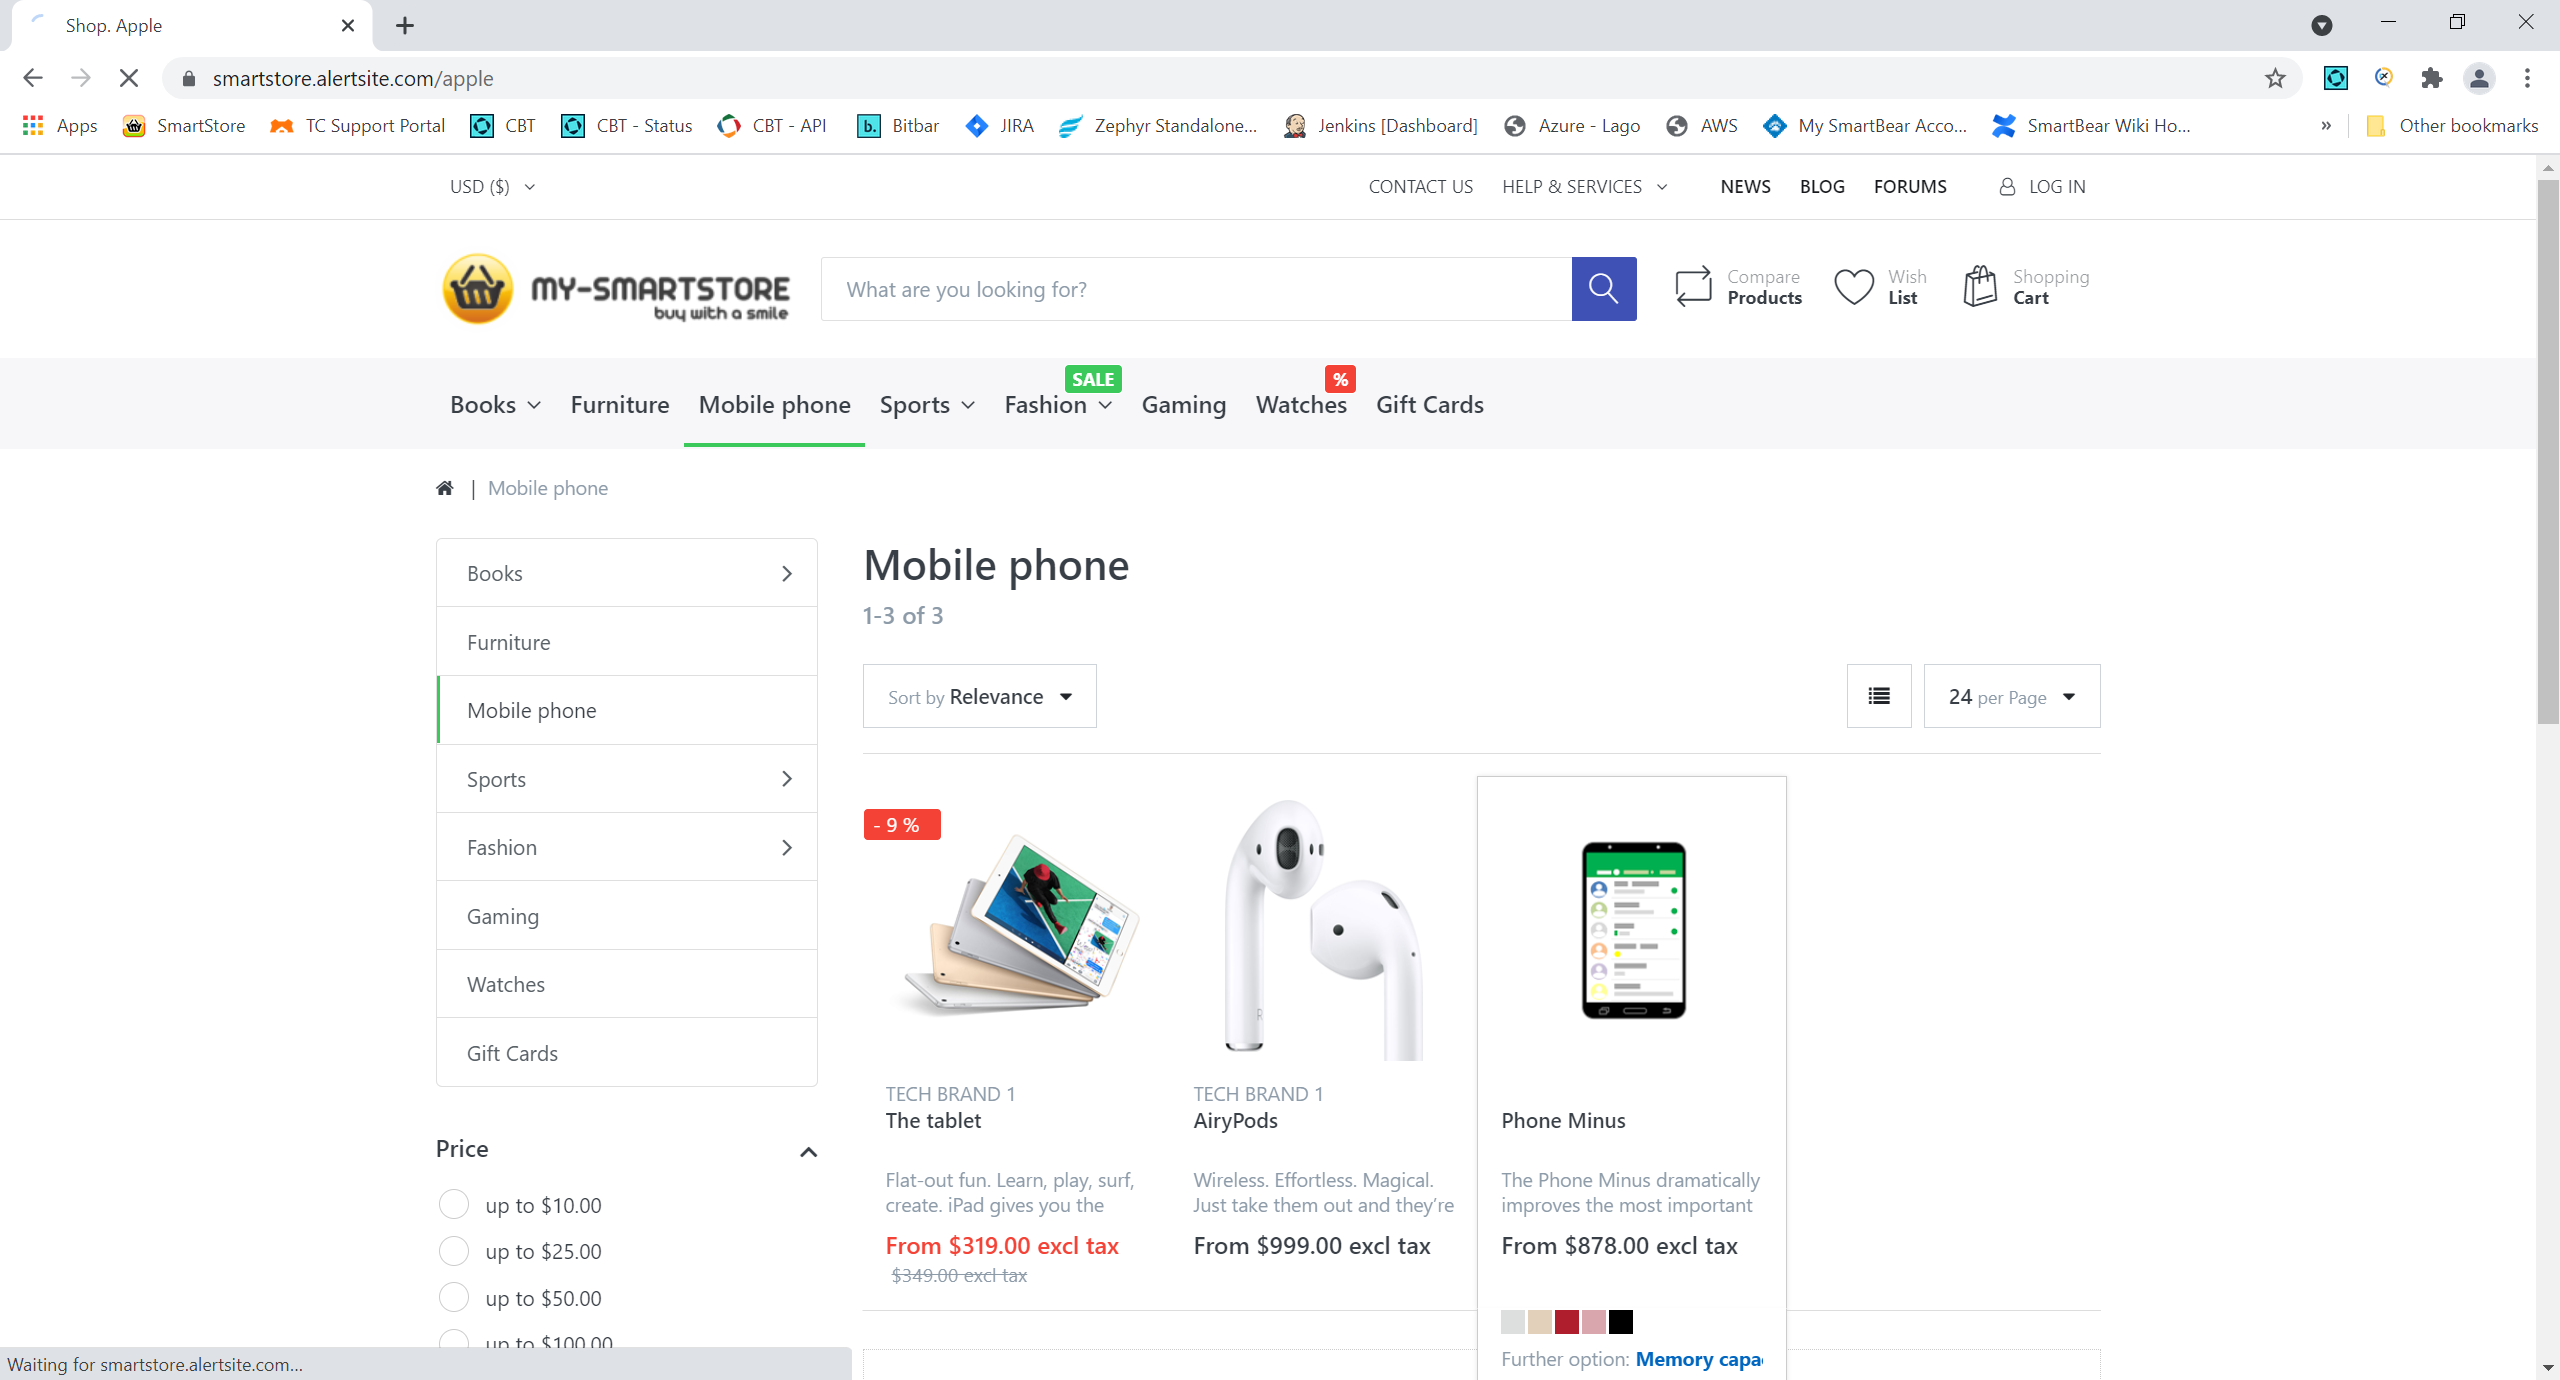 Shop. Apple
smartstore.alertsite.com/apple
Apps SmartStore TC Support Portal CBT CBT - Status CBT - API Bitbar JIRA Zephyr Standalone... Jenkins [Dashboard] Azure - Lago AWS My SmartBear Acco... SmartBear Wiki Ho... » Other bookmarks
USD ($) CONTACT US HELP & SERVICES NEWS BLOG FORUMS LOG IN
MY-SMARTSTORE
buy with a smile
What are you looking for?
Compare
Products
Wish
List
Shopping
Cart
SALE %
Books Furniture Mobile phone Sports Fashion Gaming Watches Gift Cards
| Mobile phone
Books
Furniture
Mobile phone
Sports
Fashion
Gaming
Watches
Gift Cards
Price
up to $10.00
up to $25.00
up to $50.00
up to $100.00
Mobile phone
1-3 of 3
Sort by Relevance
24 per Page
- 9 %
TECH BRAND 1
The tablet
Flat-out fun. Learn, play, surf,
create. iPad gives you the
From $319.00 excl tax
$349.00 excl tax
R
TECH BRAND 1
AiryPods
Wireless. Effortless. Magical.
Just take them out and they’re
From $999.00 excl tax
Phone Minus
The Phone Minus dramatically
improves the most important
From $878.00 excl tax
Further option: Memory capa
Waiting for smartstore.alertsite.com...